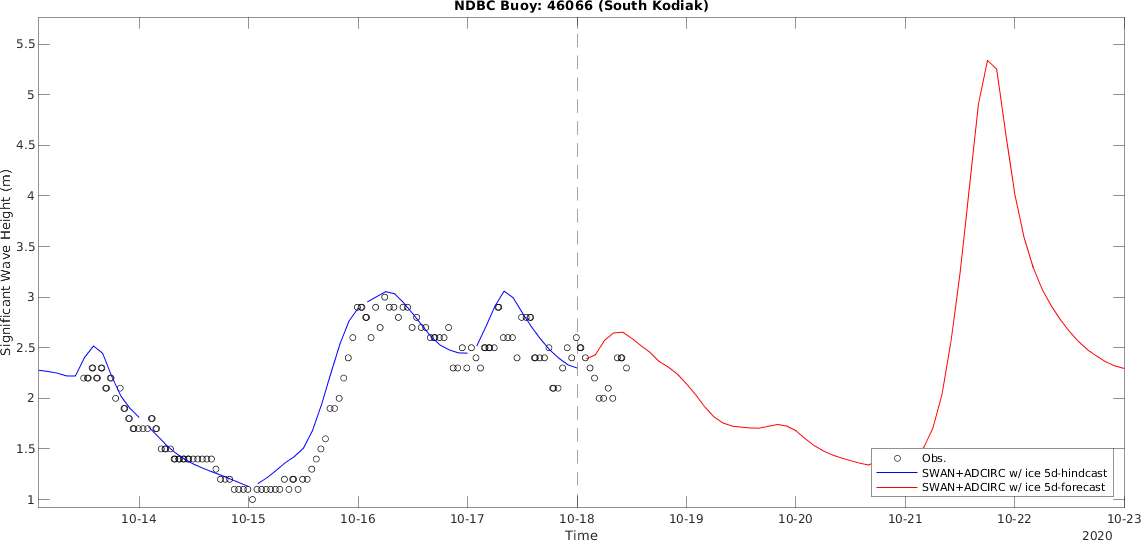 NDBC Buoy: 46066 (South Kodiak)
Significant Wave Height (m)
5.5
5
4.5
4
3.5
3
2.5
2
1.5
1
Obs.
SWAN+ADCIRC w/ ice 5d-hindcast
SWAN+ADCIRC w/ ice 5d-forecast
10-14 10-15 10-16 10-17 10-18 10-19 10-20 10-21 10-22 10-23
Time
2020